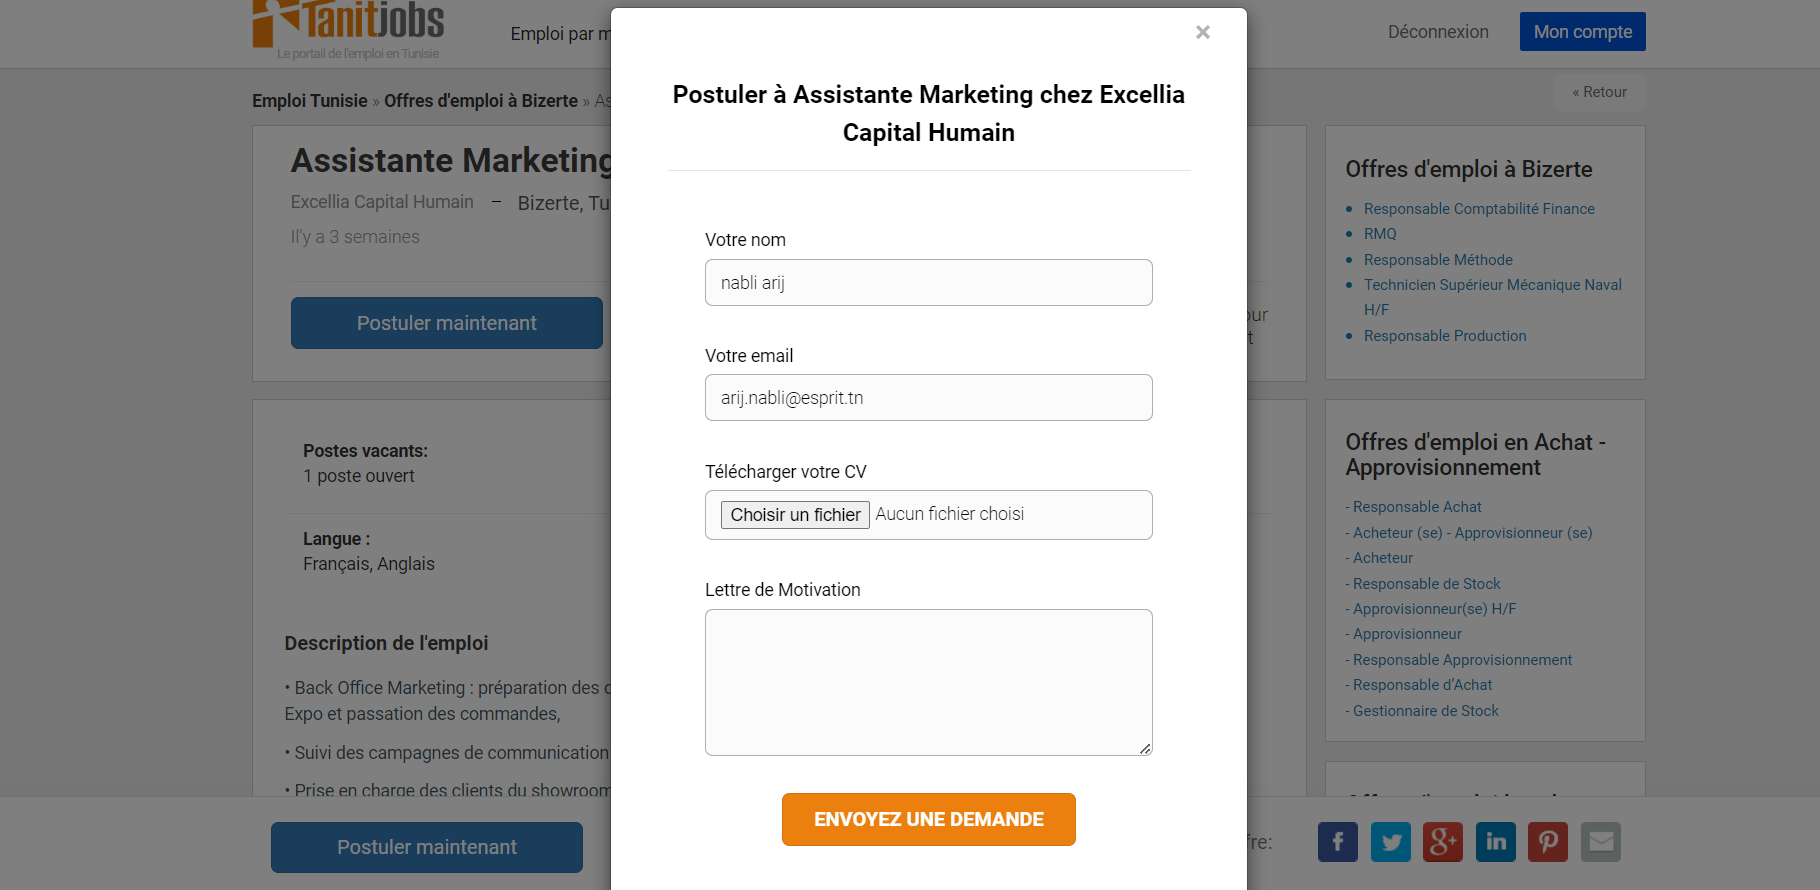 Tanitjobs
Le portail de l'emploi en Tunisie
Emploi par m
Déconnexion
Mon compte
×
Emploi Tunisie » Offres d'emploi à Bizerte » As
« Retour
Postuler à Assistante Marketing chez Excellia
Capital Humain
Assistante Marketing
Excellia Capital Humain – Bizerte, Tu
Il'y a 3 semaines
Postuler maintenant
our
t
Votre nom
nabli arij
Votre email
arij.nabli@esprit.tn
Télécharger votre CV
Choisir un fichier Aucun fichier choisi
Lettre de Motivation
ENVOYEZ UNE DEMANDE
Postes vacants:
1 poste ouvert
Langue :
Français, Anglais
Description de l'emploi
• Back Office Marketing : préparation des c
Expo et passation des commandes,
• Suivi des campagnes de communication
• Prise en charge des clients du showroom
Postuler maintenant
Offres d'emploi à Bizerte
• Responsable Comptabilité Finance
• RMQ
• Responsable Méthode
• Technicien Supérieur Mécanique Naval
H/F
• Responsable Production
Offres d'emploi en Achat -
Approvisionnement
- Responsable Achat
- Acheteur (se) - Approvisionneur (se)
- Acheteur
- Responsable de Stock
- Approvisionneur(se) H/F
- Approvisionneur
- Responsable Approvisionnement
- Responsable d'Achat
- Gestionnaire de Stock
fre: